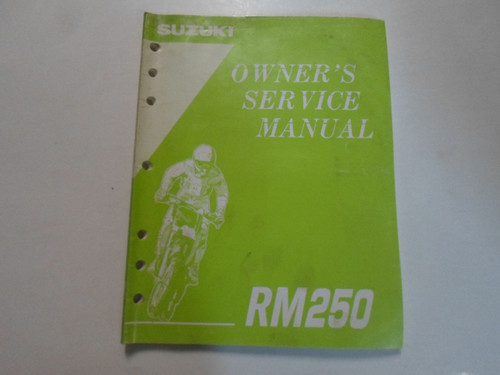 SUZUKI
OWNER'S
SERVICE
MANUAL
RM250